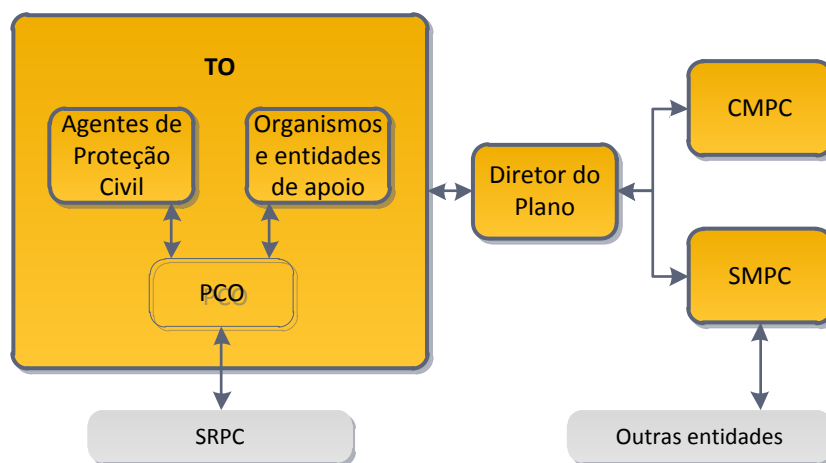 TO
Agentes de
Proteção
Civil
Organismos
e entidades
de apoio
PCO
SRPC
Diretor do
Plano
CMPC
SMPC
Outras entidades